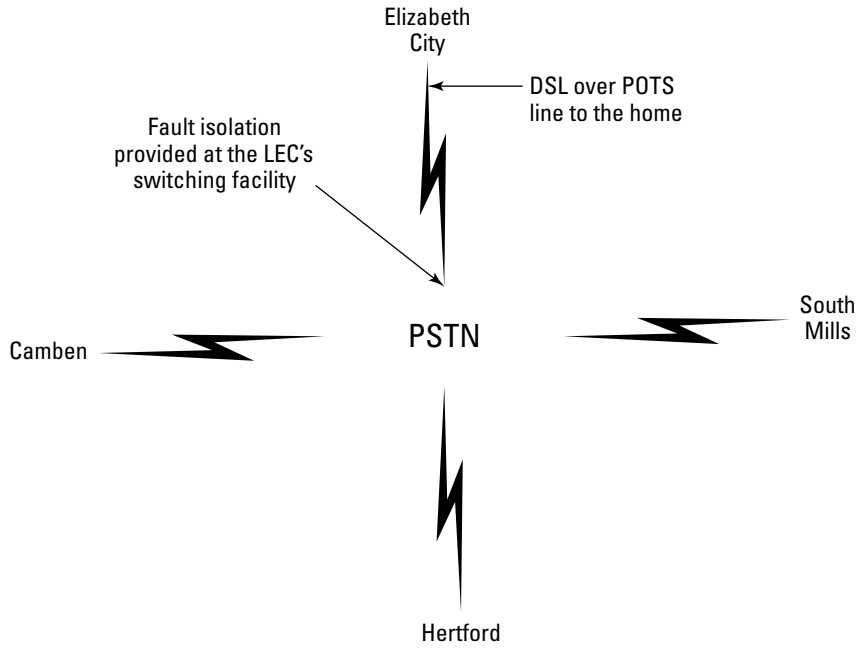 Elizabeth
City
DSL over POTS
line to the home
Fault isolation
provided at the LEC's
switching facility
PSTN
South
Mills
Camben
Hertford